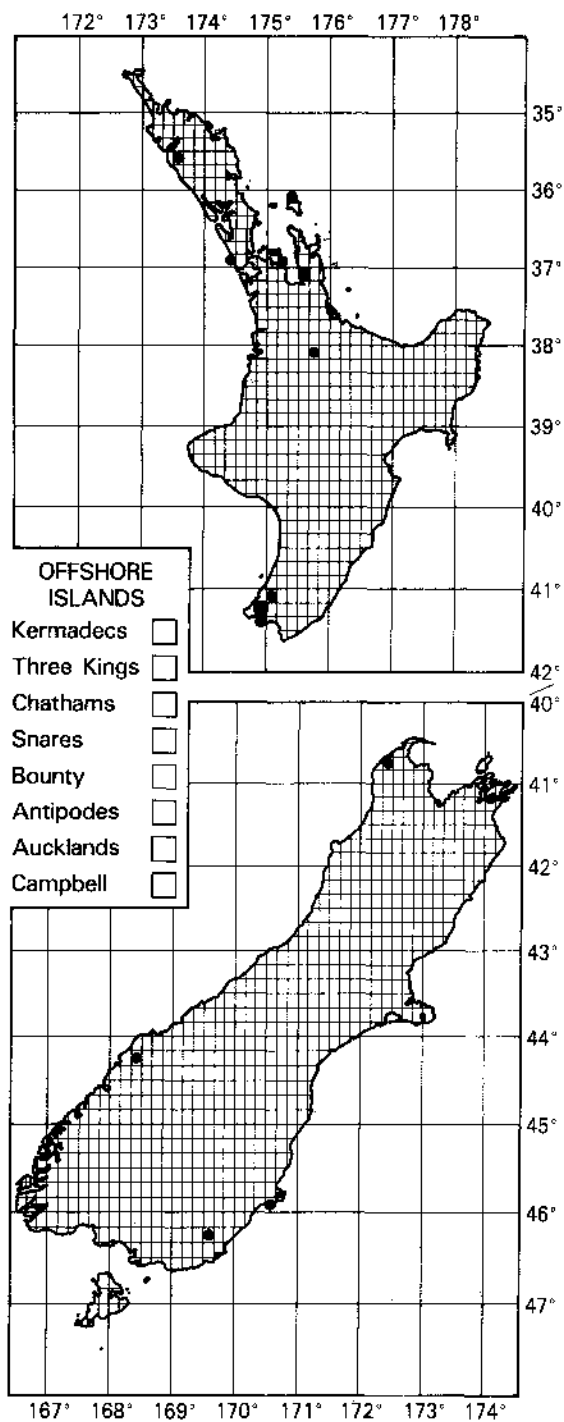 172° 173° 174° 175° 176° 177° 178°
35°
36°
37°
38°
39°
40°
41°
42°
OFFSHORE
ISLANDS
Kermadecs
Three Kings
Chathams
Snares
Bounty
Antipodes
Aucklands
Campbell
40°
41°
42°
43°
44°
45°
46°
47°
167° 168° 169° 170° 171° 172° 173° 174°